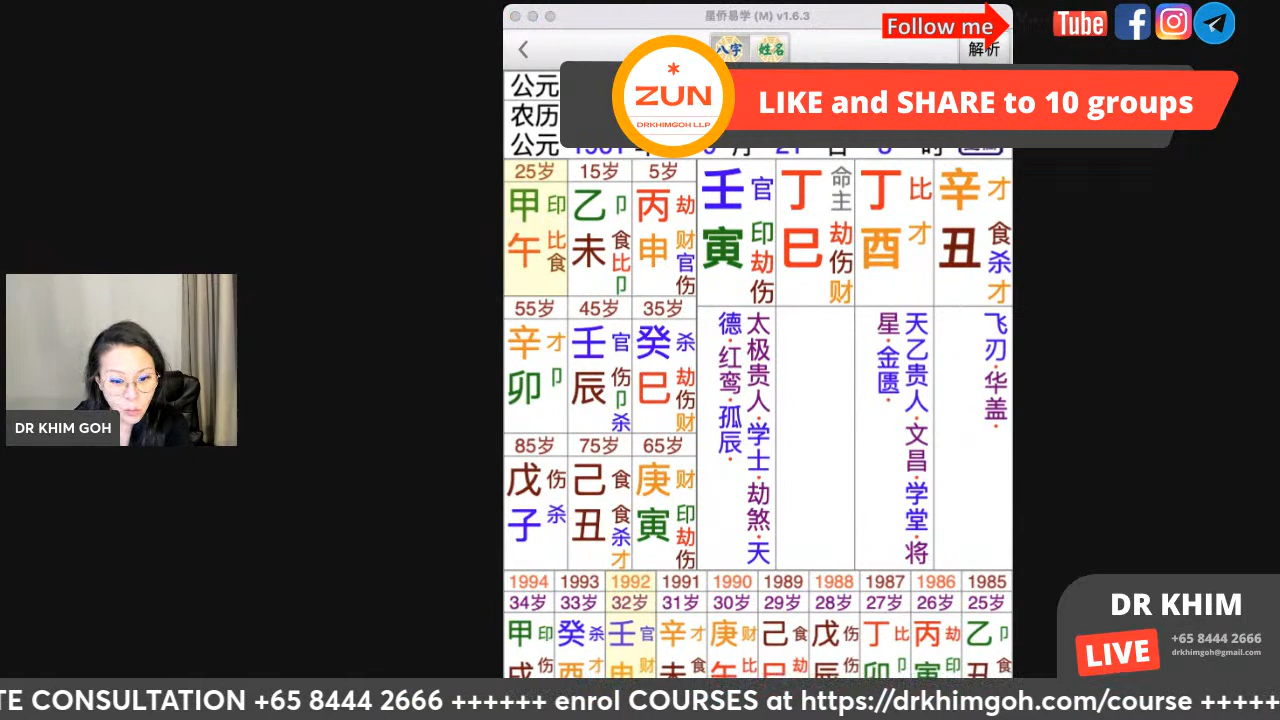 星侨易学 (M) v1.6.3
Follow me
Tube
八字 姓名
解析
公元
农历
公元
*
ZUN
DRKHIMGOH LLP
LIKE and SHARE to 10 groups
25岁 15岁 5岁
甲 印 乙 卩 丙 劫
午 比 食 未 食 比 卩 申 财 官 伤
55岁 45岁 35岁
辛 才 壬 官 癸 杀
卯 卩 辰 伤 卩 杀 巳 劫 伤 财
85岁 75岁 65岁
戊 伤 己 食 庚 财
子 杀 丑 食 杀 才 寅 印 劫 伤
壬 官 丁 命主 丁 比 辛 才
寅 印 劫 伤 巳 劫 伤 财 酉 才 丑 食 杀 才
太极贵人·学士·劫煞·天
德·红鸾·孤辰·
天乙贵人·文昌·学堂·将
星·金匮·
飞刃·华盖·
1994 1993 1992 1991 1990 1989 1988 1987 1986 1985
34岁 33岁 32岁 31岁 30岁 29岁 28岁 27岁 26岁 25岁
甲 印 癸 杀 壬 官 辛 才 庚 财 己 食 戊 伤 丁 比 丙 劫 乙 卩
DR KHIM GOH
DR KHIM
LIVE
+65 8444 2666
drkhimgoh@gmail.com
TE CONSULTATION +65 8444 2666 ++++++ enrol COURSES at https://drkhimgoh.com/course +++++